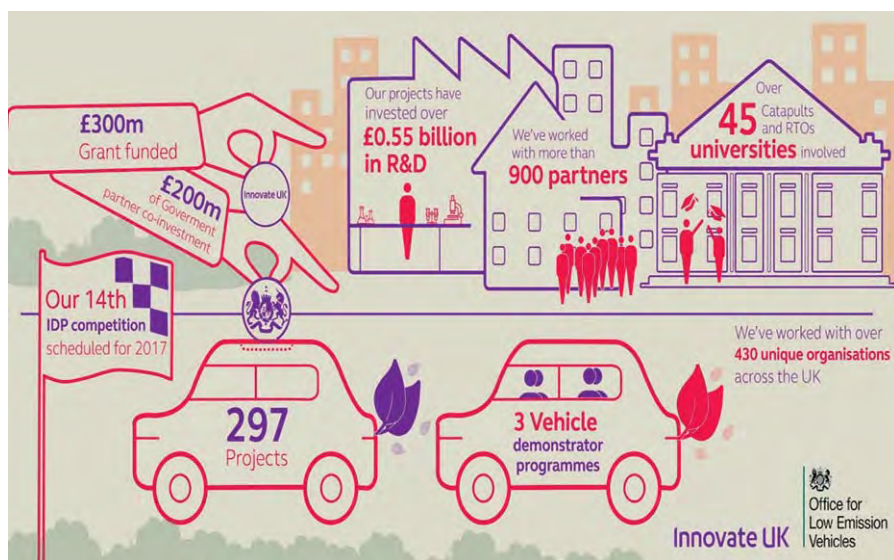 £300m
Grant funded
£200m
of Goverment
partner co-investment
Innovate UK
Our projects have
invested over
£0.55 billion
in R&D
We've worked
with more than
900 partners
Over
45 Catapults
and RTOs
universities involved
Our 14th
IDP competition
scheduled for 2017
297
Projects
3 Vehicle
demonstrator
programmes
We've worked with over
430 unique organisations
across the UK
Innovate UK
Office for
Low Emission
Vehicles